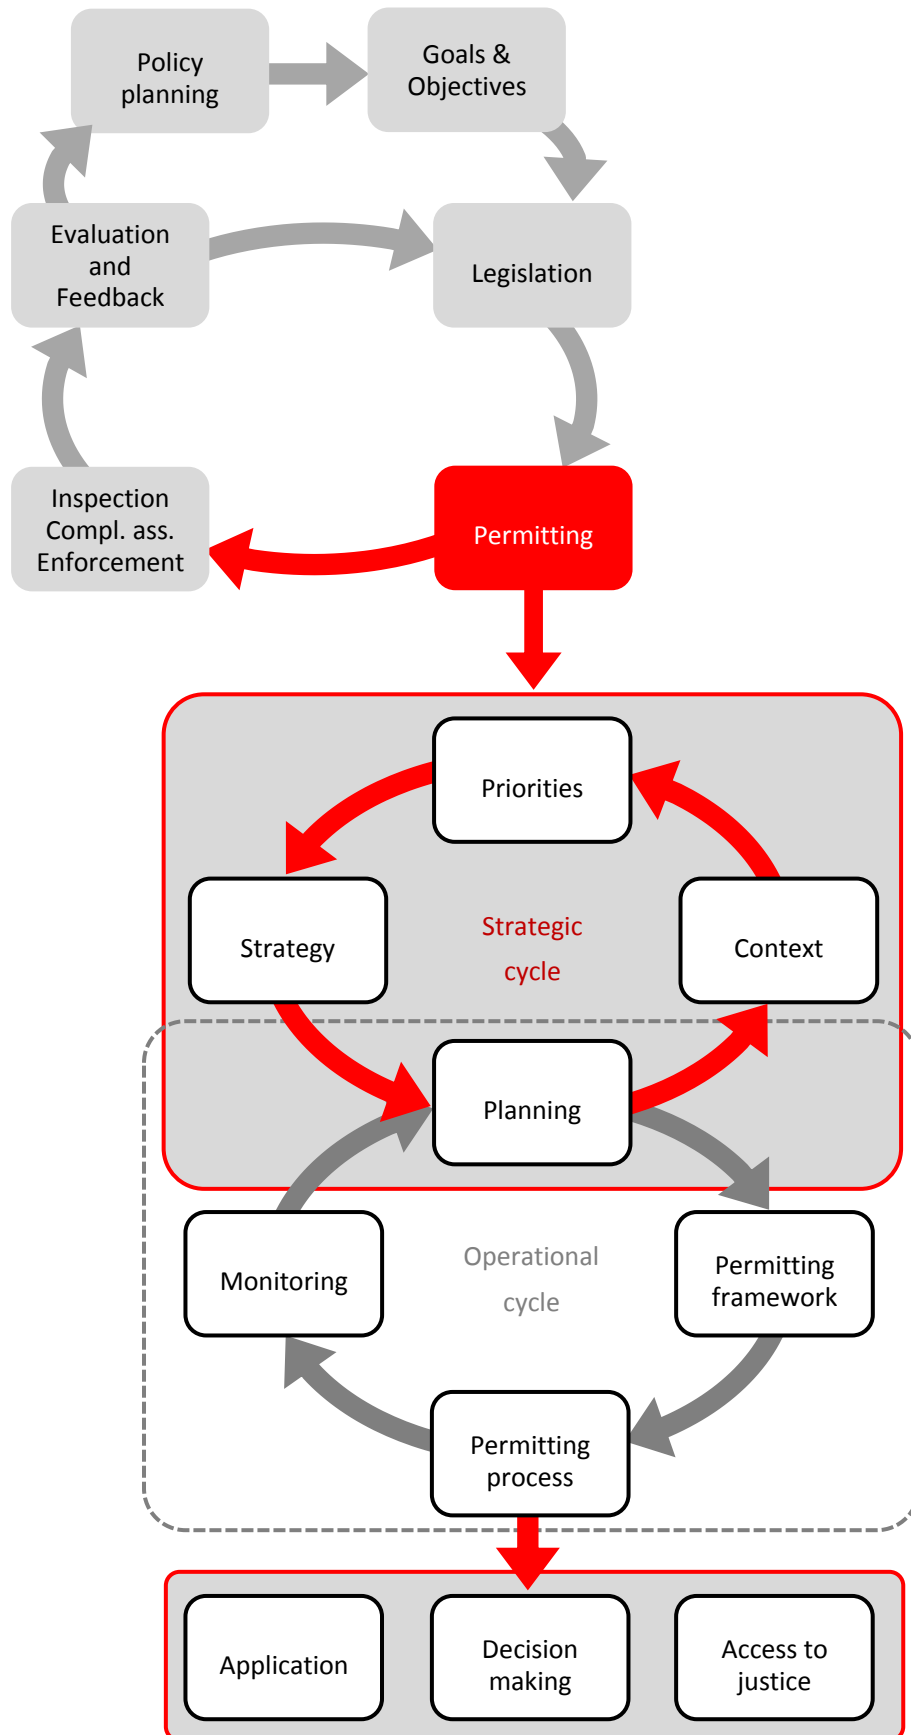 Policy
planning
Goals &
Objectives
Evaluation
and
Feedback
Legislation
Inspection
Compl. ass.
Enforcement
Permitting
Priorities
Strategy
Strategic
cycle
Context
Planning
Monitoring
Operational
cycle
Permitting
framework
Permitting
process
Application
Decision
making
Access to
justice